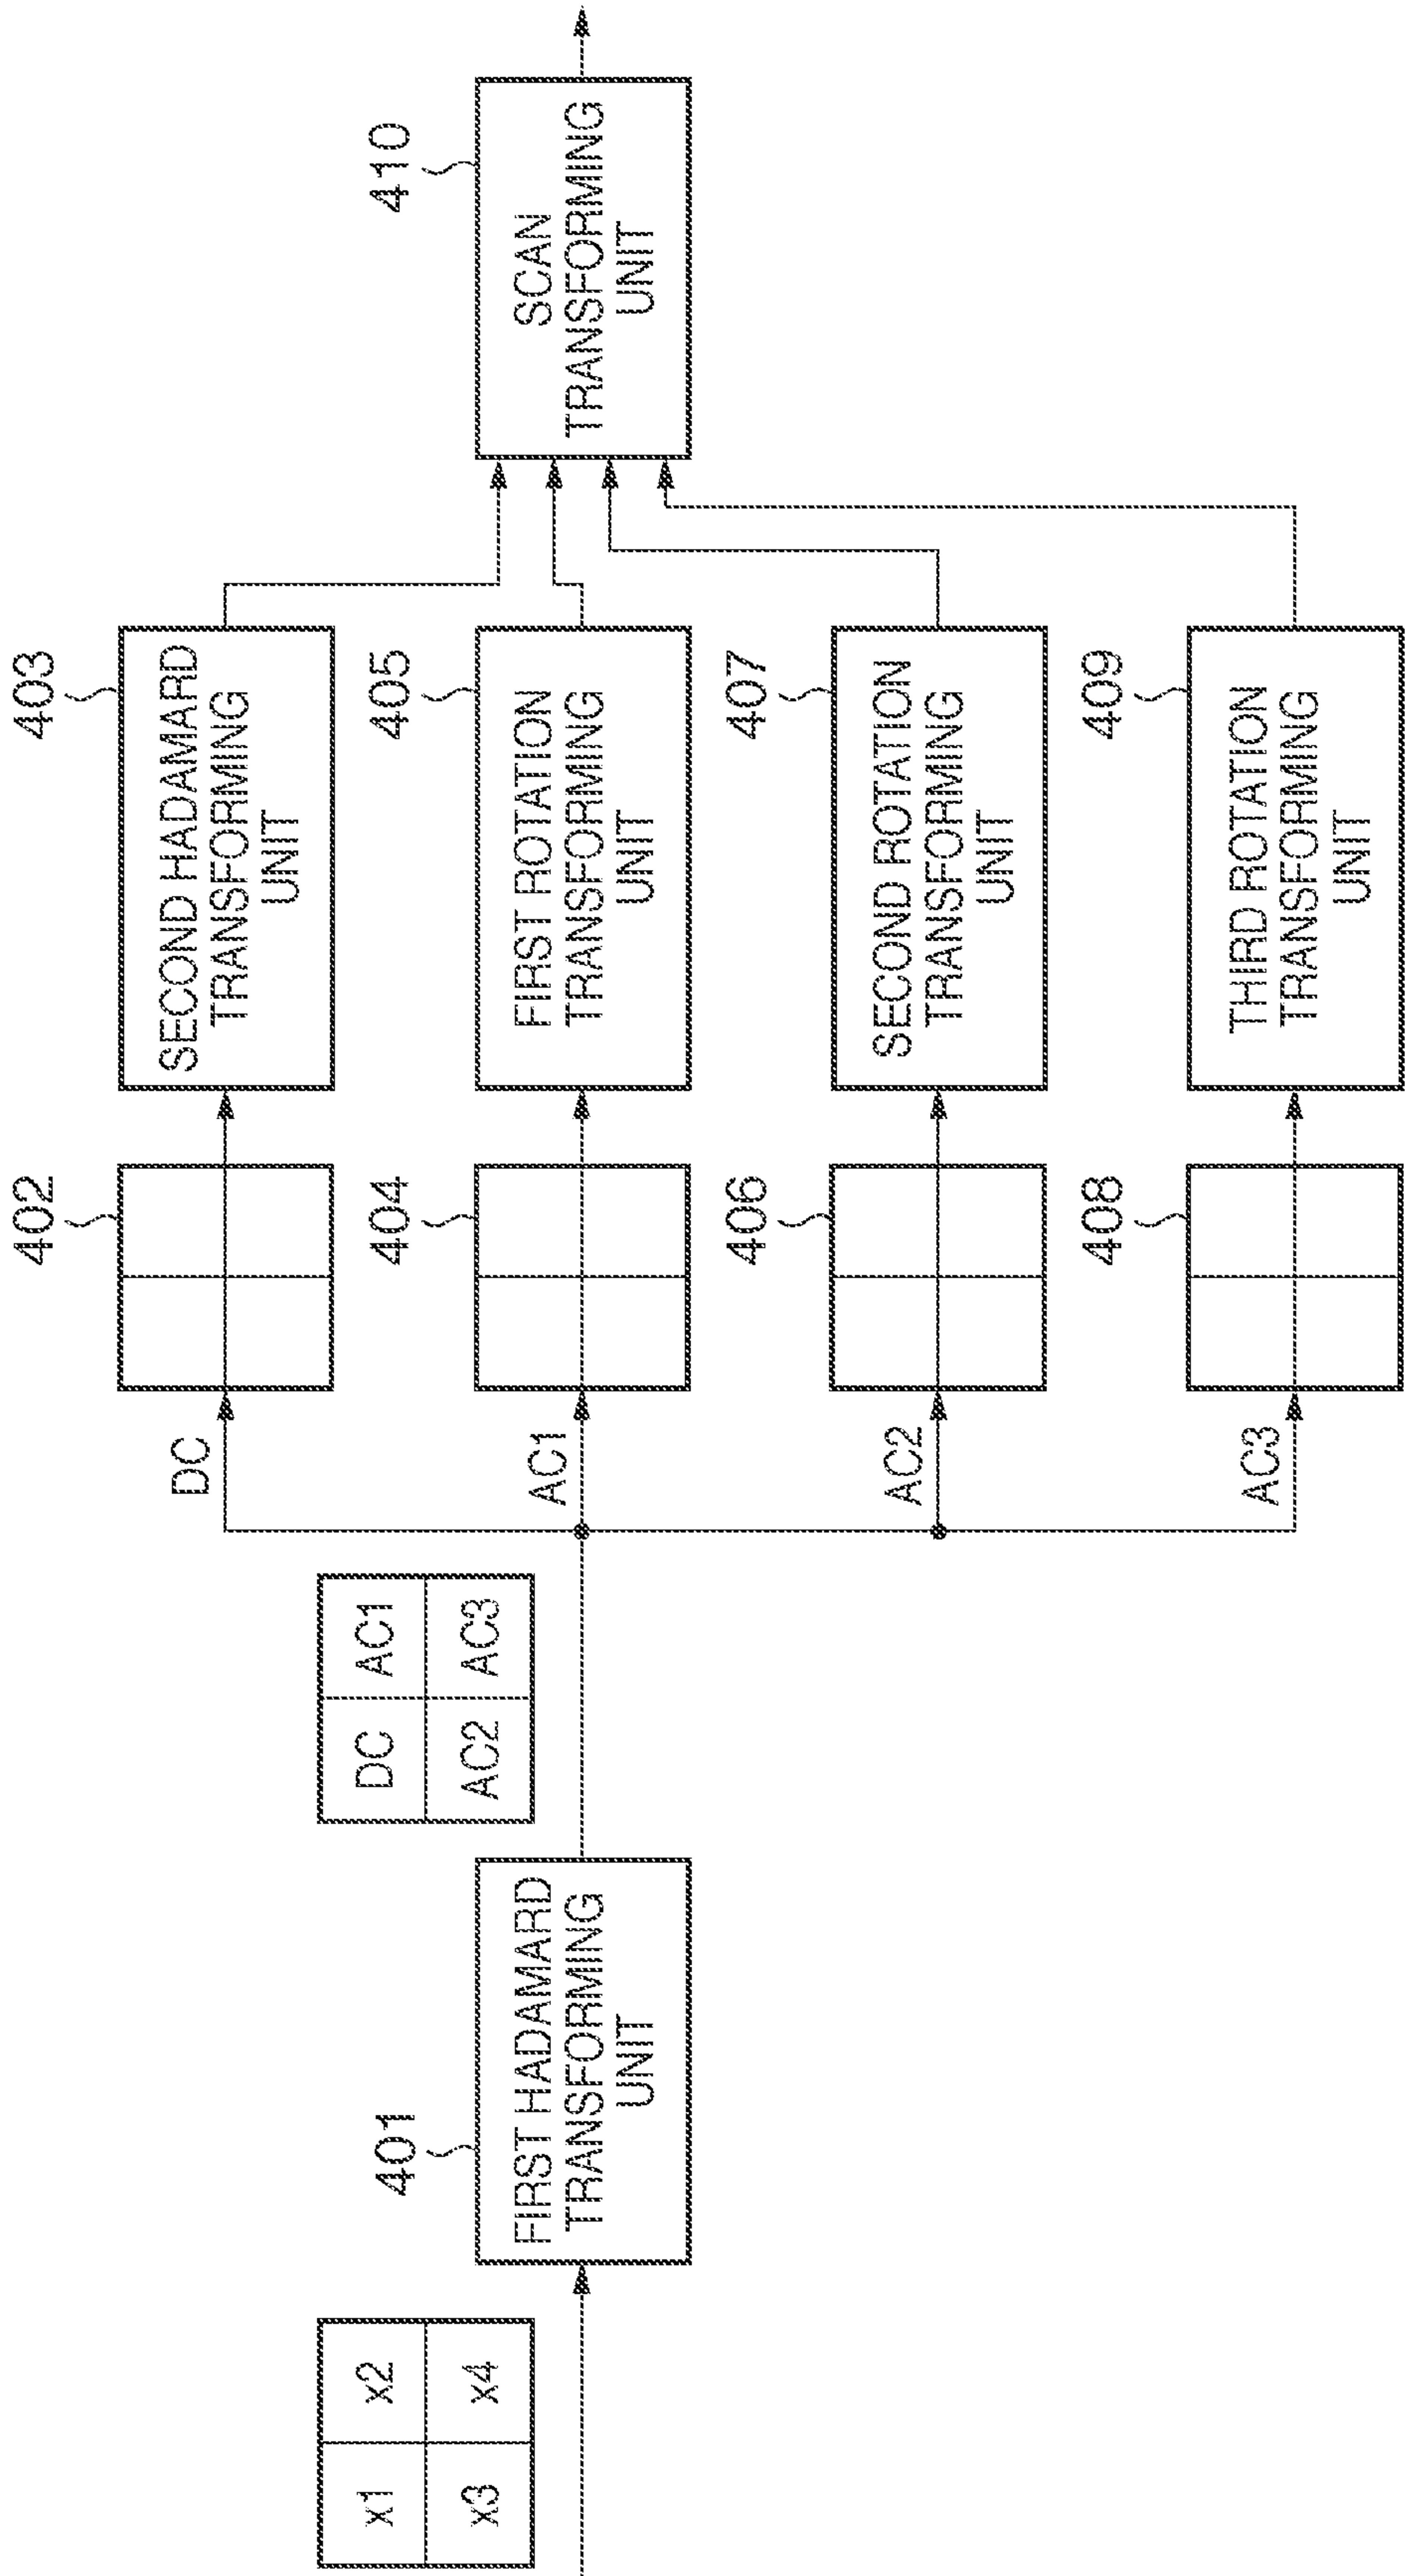 x1 x2
x3 x4
401
FIRST HADAMARD
TRANSFORMING
UNIT
DC AC1
AC2 AC3
DC
402
403
SECOND HADAMARD
TRANSFORMING
UNIT
AC1
404
405
FIRST ROTATION
TRANSFORMING
UNIT
AC2
406
407
SECOND ROTATION
TRANSFORMING
UNIT
AC3
408
409
THIRD ROTATION
TRANSFORMING
UNIT
410
SCAN
TRANSFORMING
UNIT